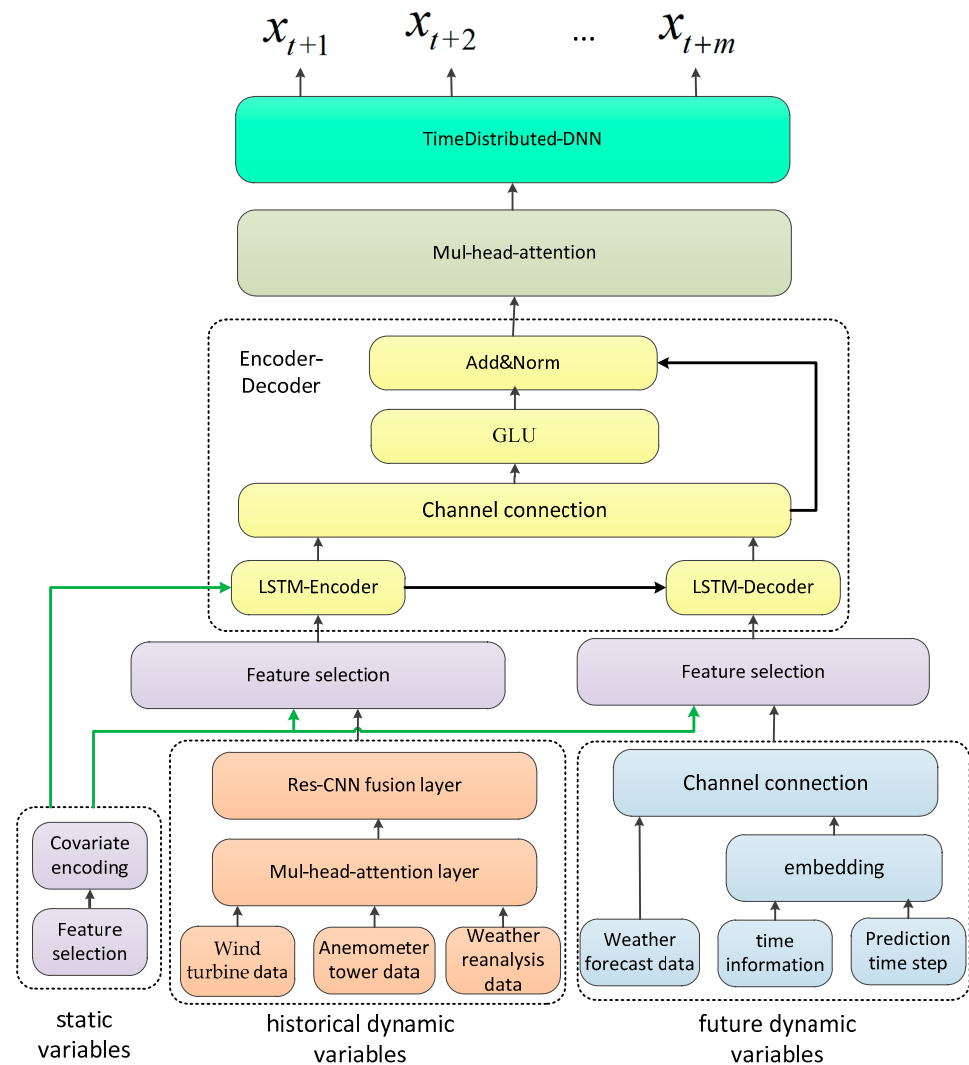 x_{t+1} x_{t+2} ... x_{t+m}
TimeDistributed-DNN
Mul-head-attention
Encoder-
Decoder
Add&Norm
GLU
Channel connection
LSTM-Encoder
LSTM-Decoder
Feature selection
Feature selection
Res-CNN fusion layer
Channel connection
Covariate
encoding
Mul-head-attention layer
embedding
Feature
selection
Wind
turbine data
Anemometer
tower data
Weather
reanalysis
data
Weather
forecast data
time
information
Prediction
time step
static
variables
historical dynamic
variables
future dynamic
variables